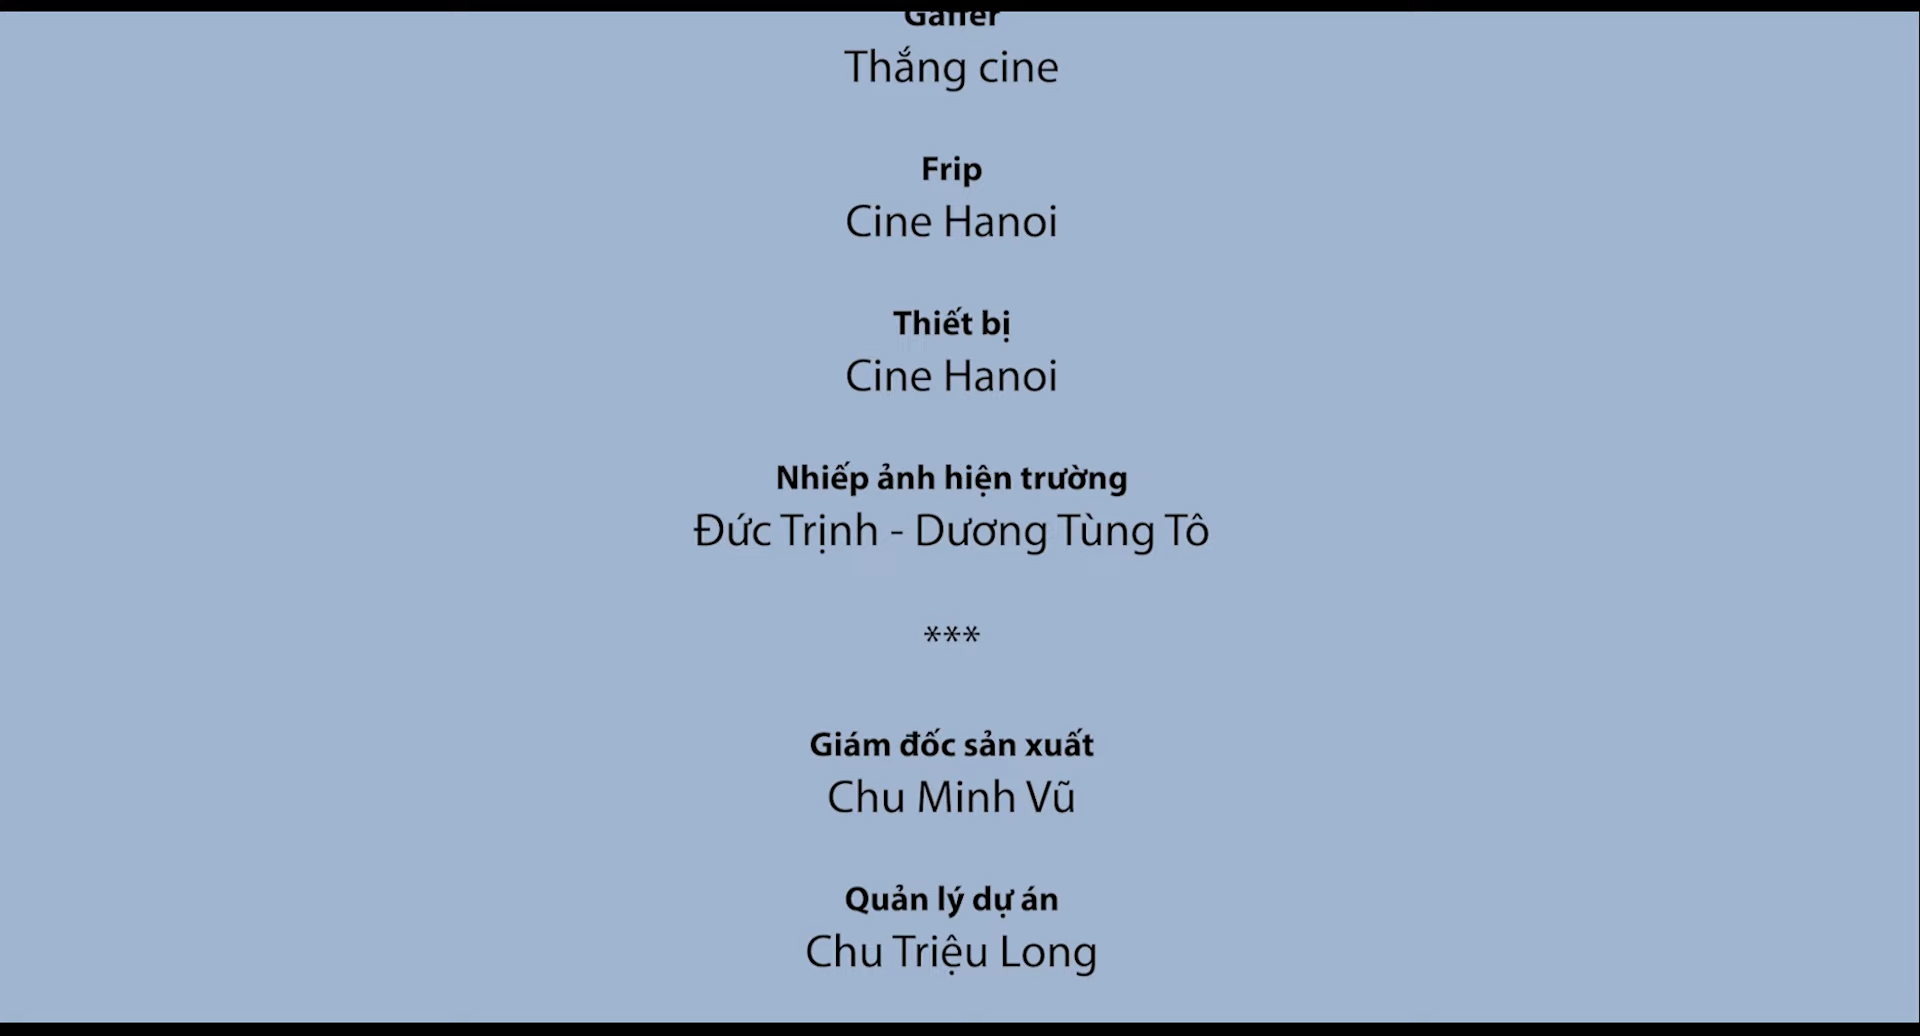 Gaffer
Thắng cine
Frip
Cine Hanoi
Thiết bị
Cine Hanoi
Nhiếp ảnh hiện trường
Đức Trịnh - Dương Tùng Tô
***
Giám đốc sản xuất
Chu Minh Vũ
Quản lý dự án
Chu Triệu Long